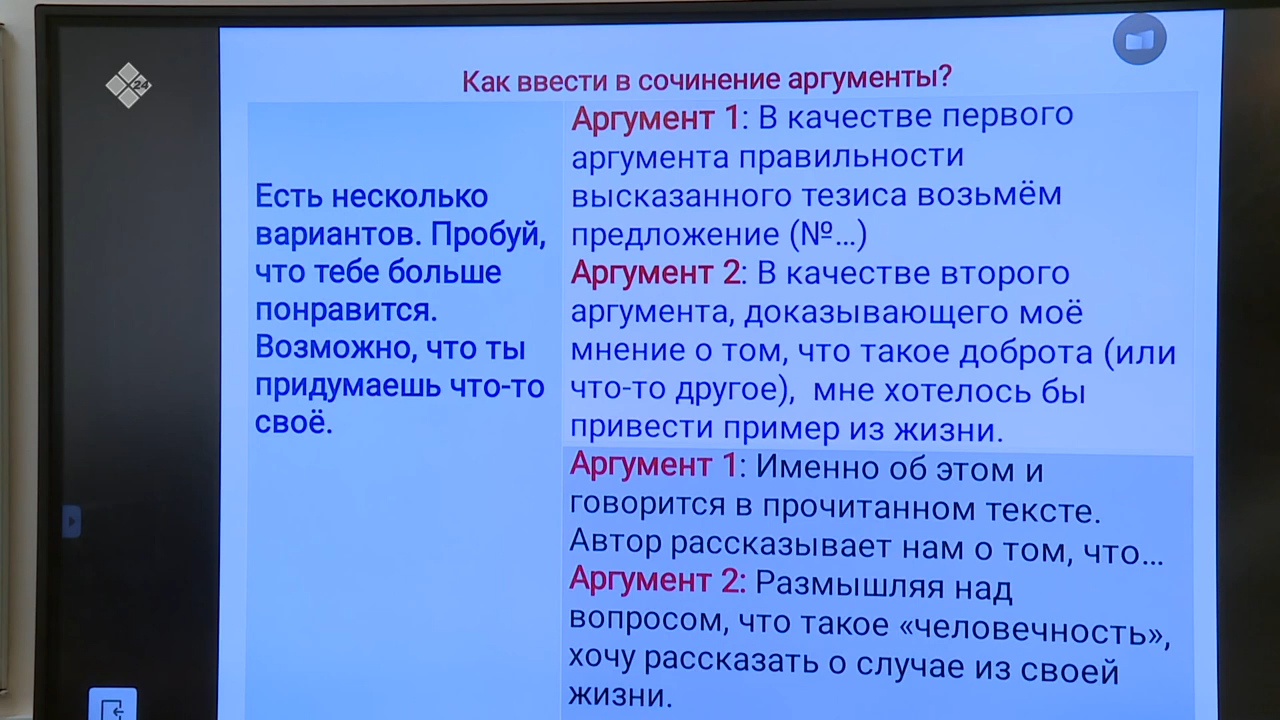 24
Как ввести в сочинение аргументы?
Есть несколько
вариантов. Пробуй,
что тебе больше
понравится.
Возможно, что ты
придумаешь что-то
своё.
Аргумент 1: В качестве первого
аргумента правильности
высказанного тезиса возьмём
предложение (№...)
Аргумент 2: В качестве второго
аргумента, доказывающего моё
мнение о том, что такое доброта (или
что-то другое), мне хотелось бы
привести пример из жизни.
Аргумент 1: Именно об этом и
говорится в прочитанном тексте.
Автор рассказывает нам о том, что...
Аргумент 2: Размышляя над
вопросом, что такое «человечность»,
хочу рассказать о случае из своей
жизни.